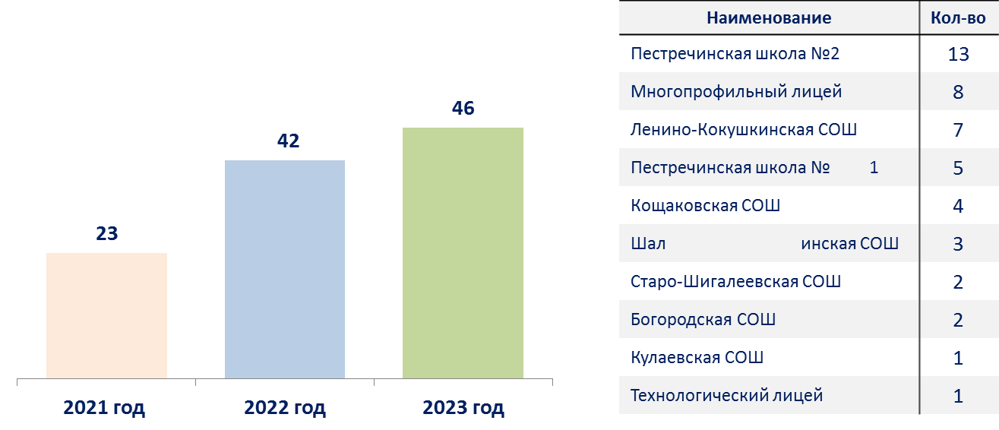 23
42
46
2021 год
2022 год
2023 год
Наименование Кол-во
Пестречинская школа №2 13
Многопрофильный лицей 8
Ленино-Кокушкинская СОШ 7
Пестречинская школа № 1 5
Кощаковская СОШ 4
Шал инская СОШ 3
Старо-Шигалеевская СОШ 2
Богородская СОШ 2
Кулаевская СОШ 1
Технологический лицей 1